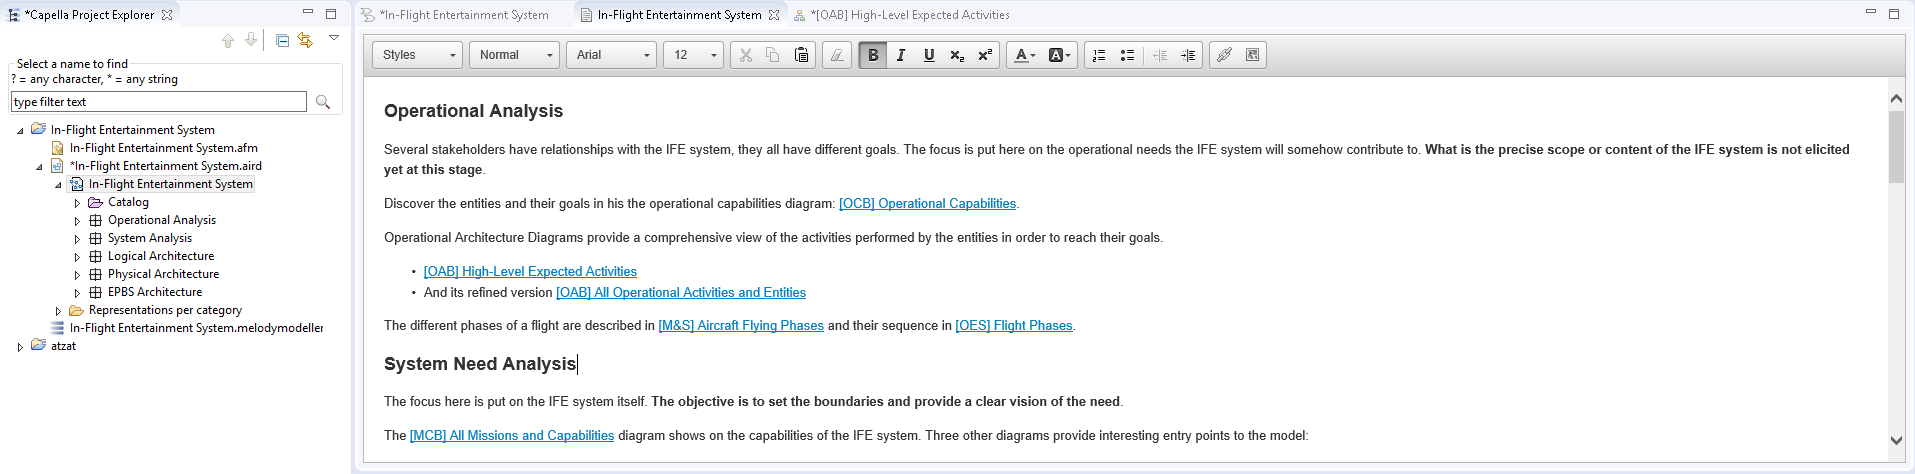 *Capella Project Explorer
*In-Flight Entertainment System
In-Flight Entertainment System
*[OAB] High-Level Expected Activities
Styles
Normal
Arial
12
B I U x₂ x²
A A
Select a name to find
? = any character, * = any string
type filter text
In-Flight Entertainment System
In-Flight Entertainment System.afm
*In-Flight Entertainment System.aird
In-Flight Entertainment System
Catalog
Operational Analysis
System Analysis
Logical Architecture
Physical Architecture
EPBS Architecture
Representations per category
In-Flight Entertainment System.melodymodeller
atzat
Operational Analysis
Several stakeholders have relationships with the IFE system, they all have different goals. The focus is put here on the operational needs the IFE system will somehow contribute to. What is the precise scope or content of the IFE system is not elicited
yet at this stage.
Discover the entities and their goals in his the operational capabilities diagram: [OCB] Operational Capabilities.
Operational Architecture Diagrams provide a comprehensive view of the activities performed by the entities in order to reach their goals.
• [OAB] High-Level Expected Activities
• And its refined version [OAB] All Operational Activities and Entities
The different phases of a flight are described in [M&S] Aircraft Flying Phases and their sequence in [OES] Flight Phases.
System Need Analysis
The focus here is put on the IFE system itself. The objective is to set the boundaries and provide a clear vision of the need.
The [MCB] All Missions and Capabilities diagram shows on the capabilities of the IFE system. Three other diagrams provide interesting entry points to the model: